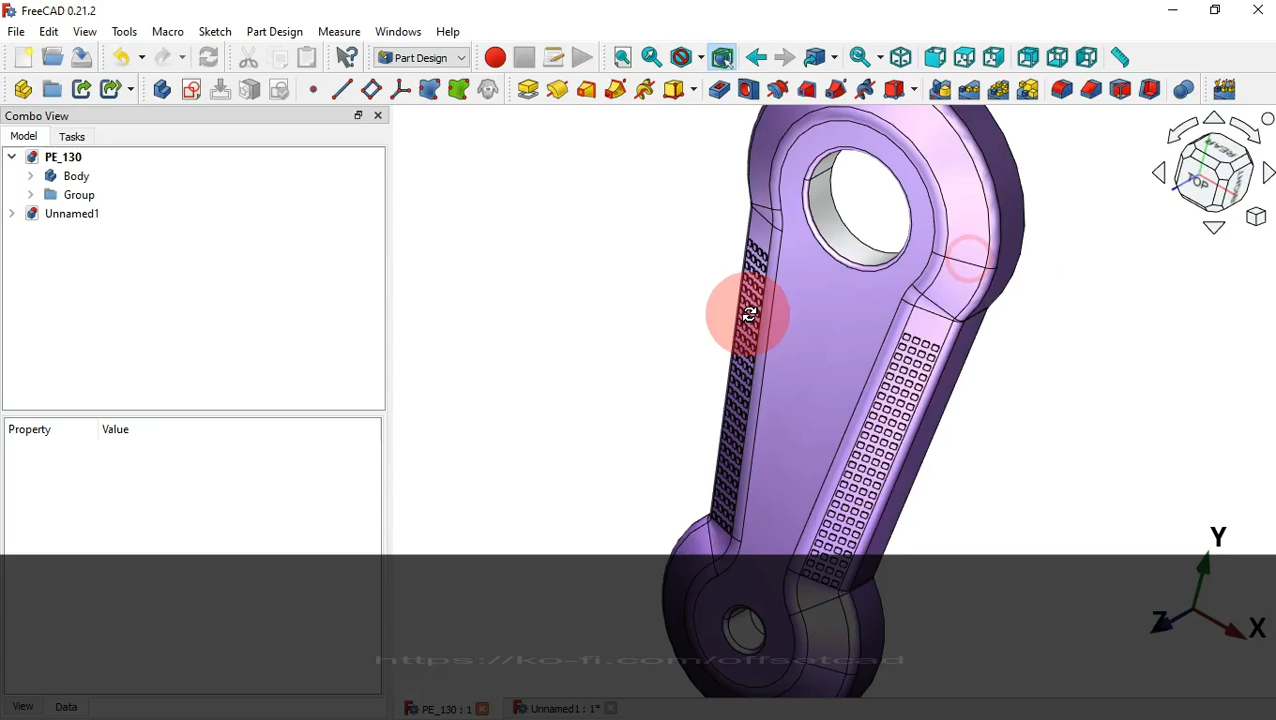 FreeCAD 0.21.2
File Edit View Tools Macro Sketch Part Design Measure Windows Help
Part Design
Combo View
Model Tasks
PE_130
Body
Group
Unnamed1
Property Value
REAR
TOP
Y
Z X
https://ko-fi.com/offsetcad
View Data PE_130 : 1 Unnamed1 : 1*